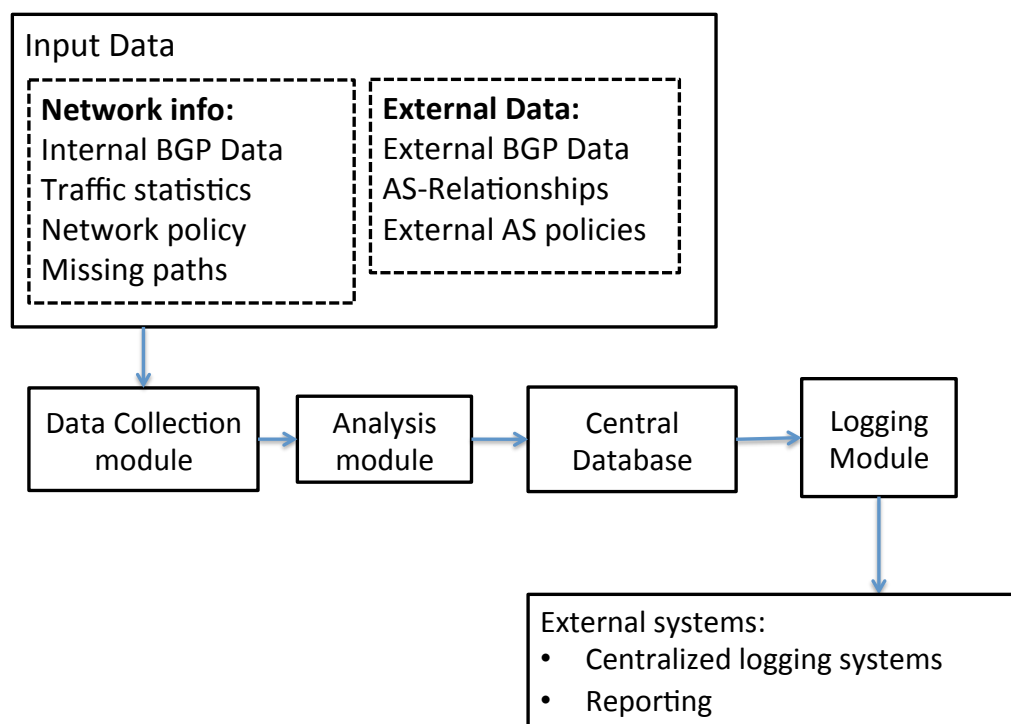 Input Data
Network info:
Internal BGP Data
Traffic statistics
Network policy
Missing paths
External Data:
External BGP Data
AS-Relationships
External AS policies
Data Collection
module
Analysis
module
Central
Database
Logging
Module
External systems:
• Centralized logging systems
• Reporting